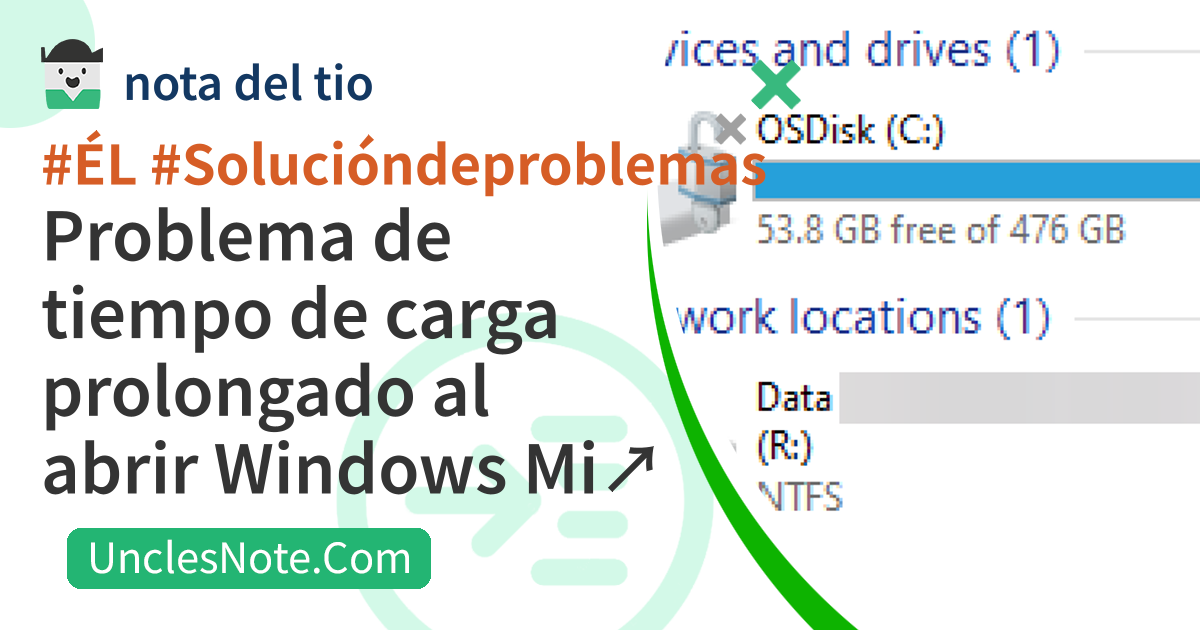 nota del tio
#ÉL #Solucióndeproblemas
Problema de
tiempo de carga
prolongado al
abrir Windows Mi↗
UnclesNote.Com
vices and drives (1)
OSDisk (C:)
53.8 GB free of 476 GB
work locations (1)
Data
(R:)
NTFS